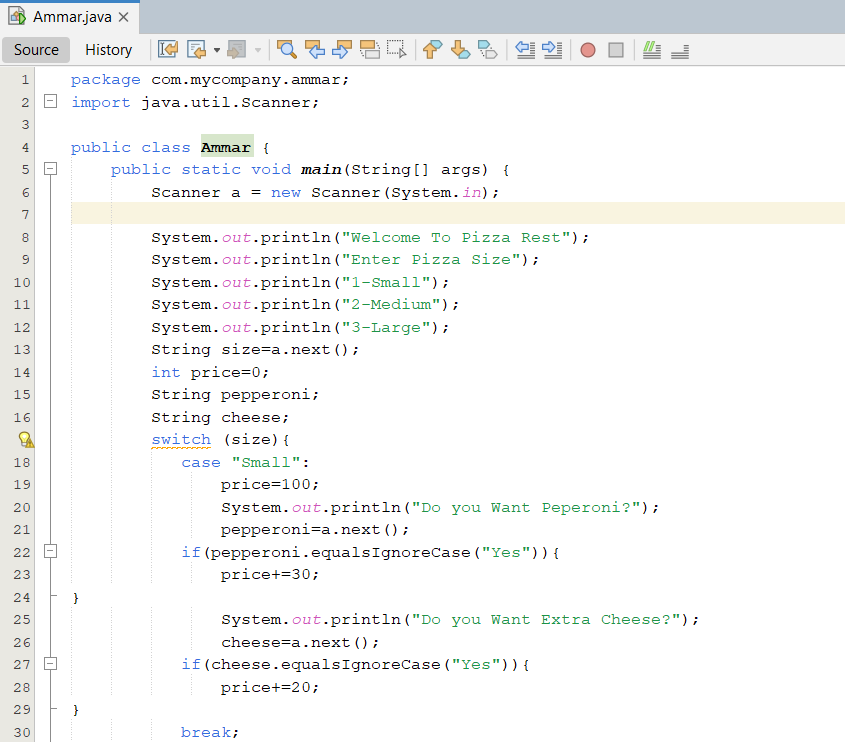 Ammar.java
Source History
1 package com.mycompany.ammar;
2 import java.util.Scanner;
3
4 public class Ammar {
5     public static void main(String[] args) {
6         Scanner a = new Scanner(System.in);
7
8         System.out.println("Welcome To Pizza Rest");
9         System.out.println("Enter Pizza Size");
10         System.out.println("1-Small");
11         System.out.println("2-Medium");
12         System.out.println("3-Large");
13         String size=a.next();
14         int price=0;
15         String pepperoni;
16         String cheese;
        switch (size){
18            case "Small":
19                price=100;
20                System.out.println("Do you Want Peperoni?");
21                pepperoni=a.next();
22            if(pepperoni.equalsIgnoreCase("Yes")){
23                price+=30;
24 }
25                System.out.println("Do you Want Extra Cheese?");
26                cheese=a.next();
27            if(cheese.equalsIgnoreCase("Yes")){
28                price+=20;
29 }
30            break;